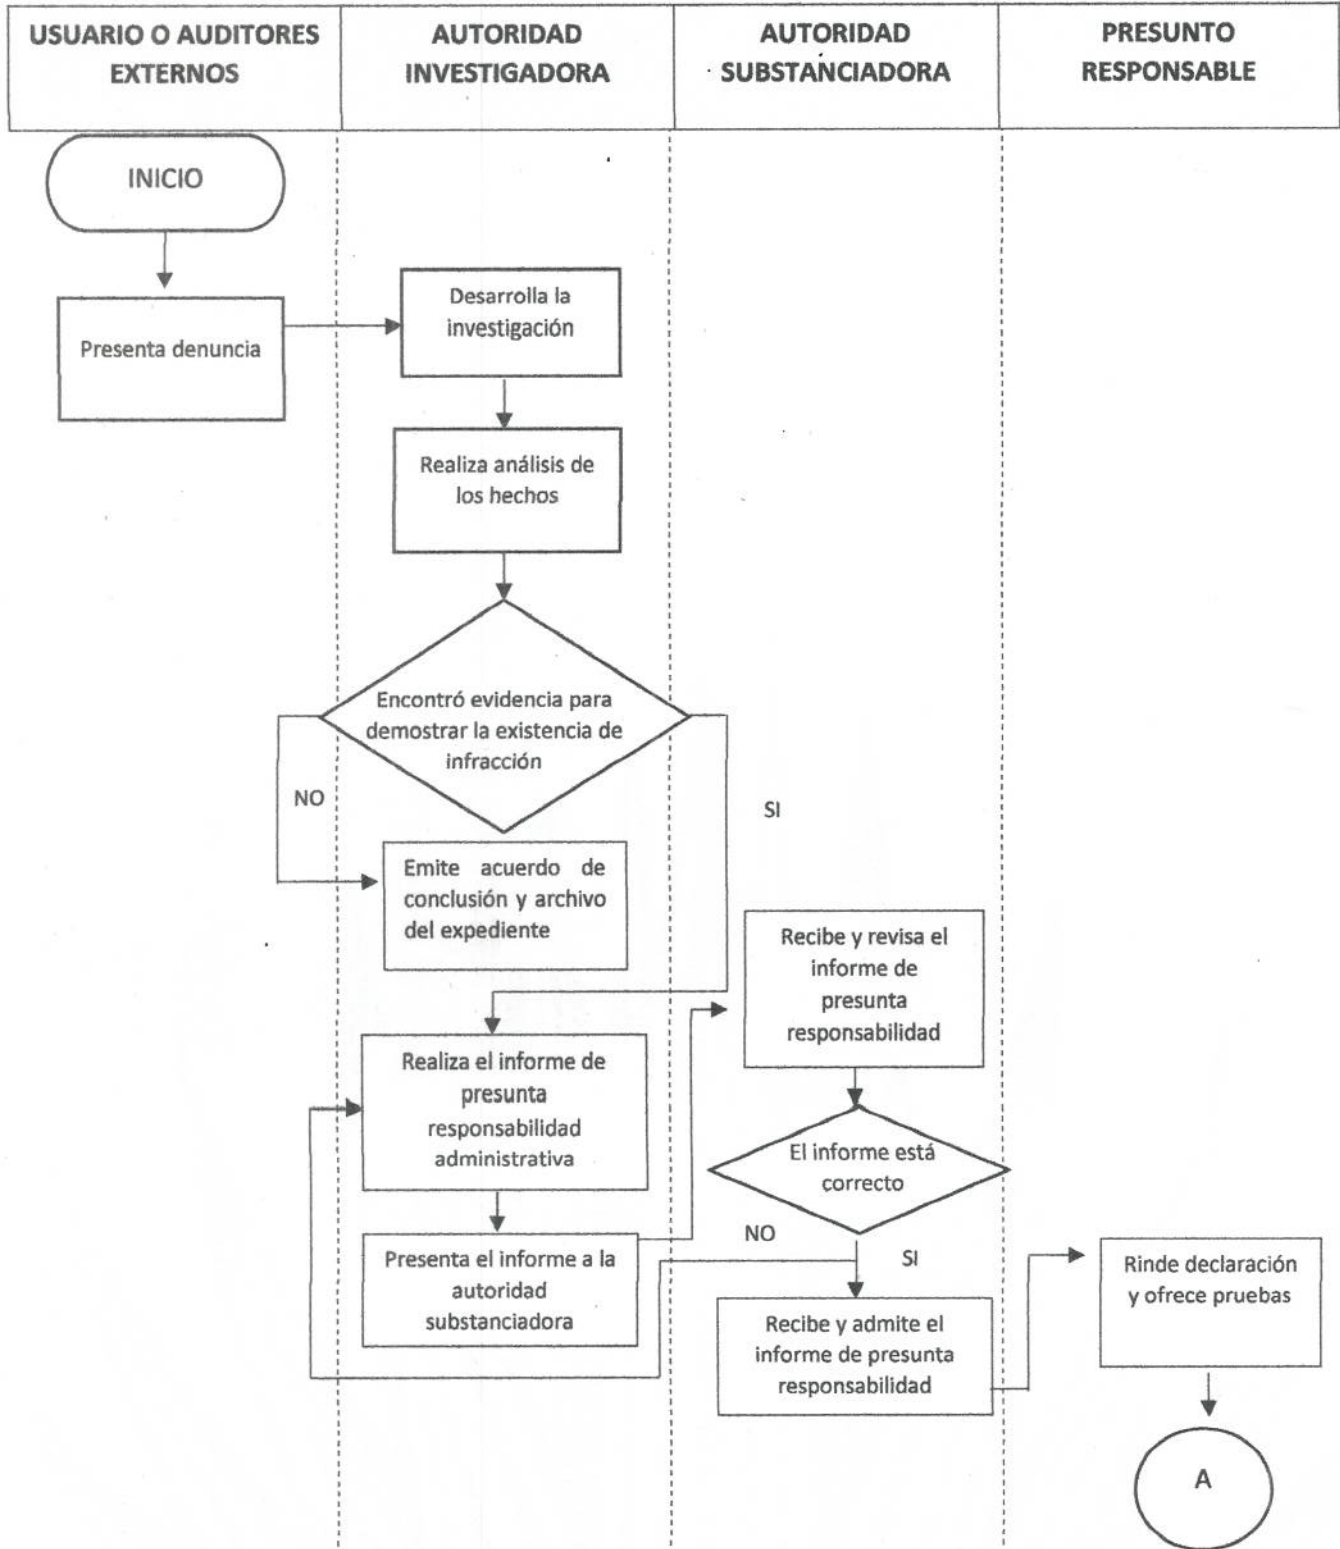 USUARIO O AUDITORES
EXTERNOS
AUTORIDAD
INVESTIGADORA
AUTORIDAD
SUBSTANCIADORA
PRESUNTO
RESPONSABLE
INICIO
Presenta denuncia
Desarrolla la
investigación
Realiza análisis de
los hechos
Encontró evidencia para
demostrar la existencia de
infracción
NO
SI
Emite acuerdo de
conclusión y archivo
del expediente
Realiza el informe de
presunta
responsabilidad
administrativa
Presenta el informe a la
autoridad
substanciadora
Recibe y revisa el
informe de
presunta
responsabilidad
El informe está
correcto
NO
SI
Recibe y admite el
informe de presunta
responsabilidad
Rinde declaración
y ofrece pruebas
A